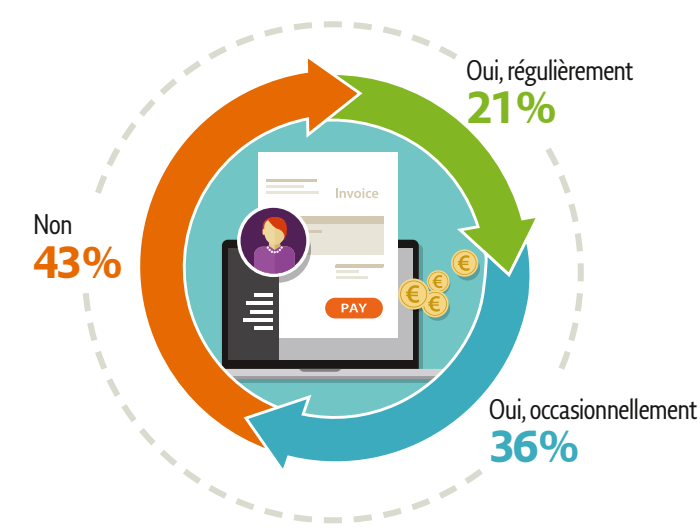 Oui, régulièrement
21%
Non
43%
Invoice
PAY
€
€
€
€
Oui, occasionnellement
36%